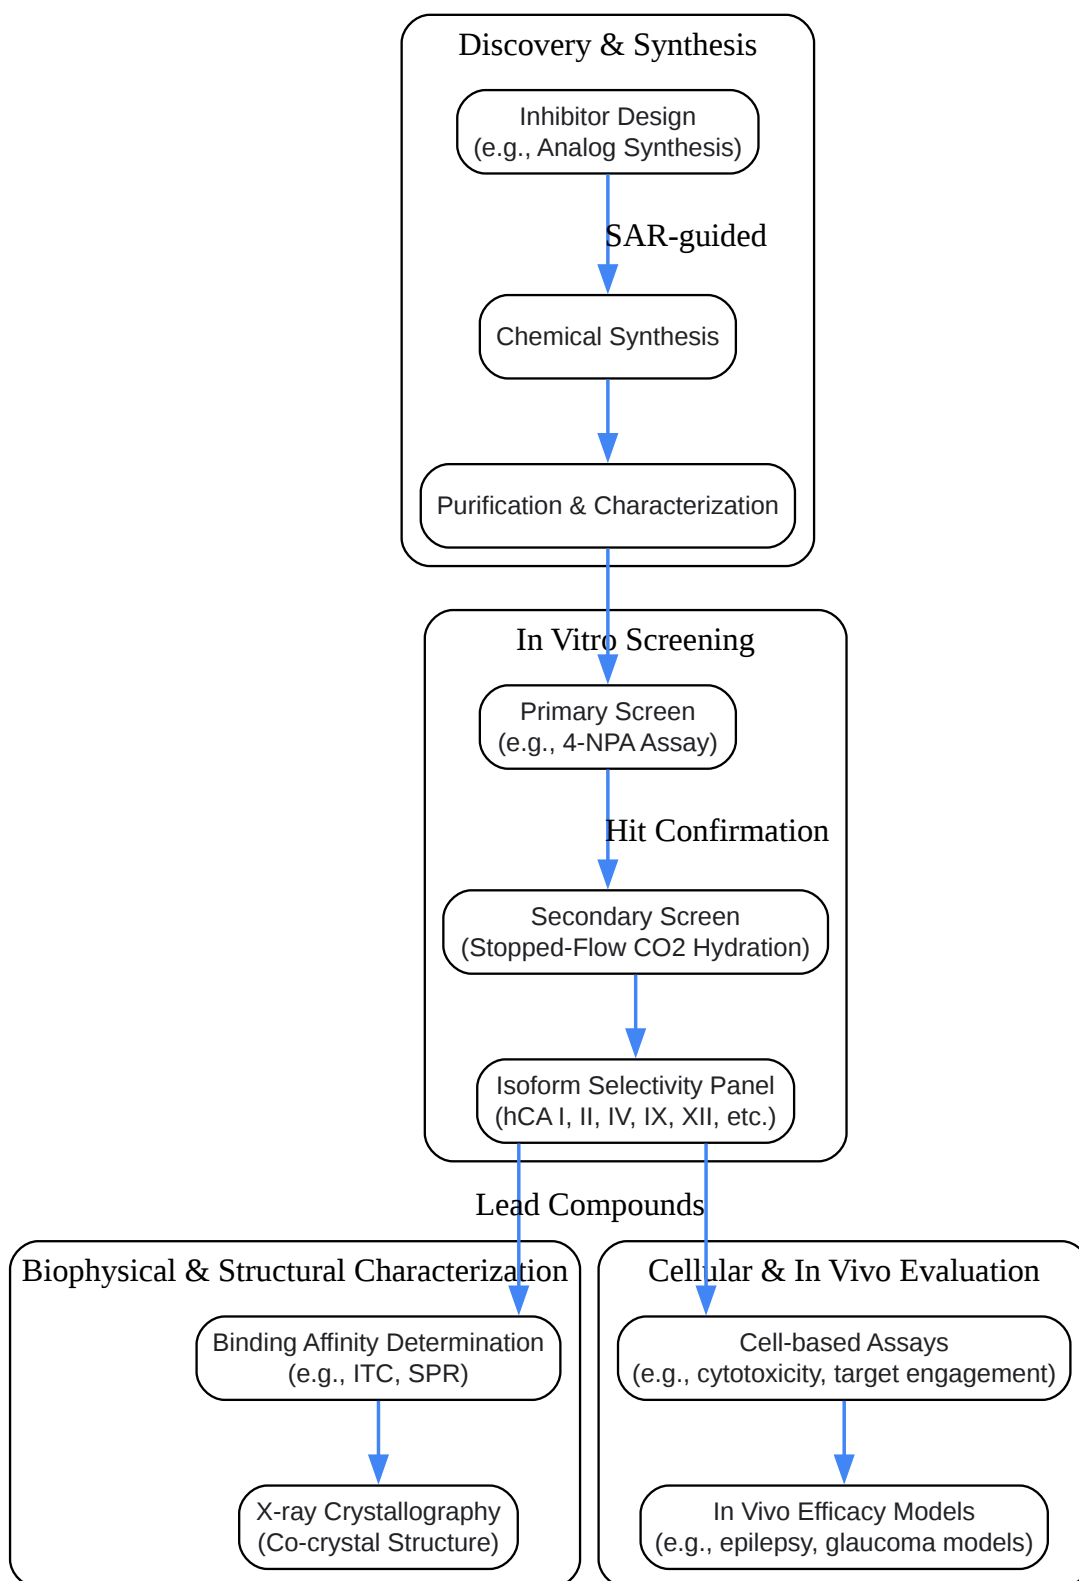 Discovery & Synthesis
Inhibitor Design
(e.g., Analog Synthesis)
SAR-guided
Chemical Synthesis
Purification & Characterization
In Vitro Screening
Primary Screen
(e.g., 4-NPA Assay)
Hit Confirmation
Secondary Screen
(Stopped-Flow CO2 Hydration)
Isoform Selectivity Panel
(hCA I, II, IV, IX, XII, etc.)
Lead Compounds
Biophysical & Structural Characterization
Binding Affinity Determination
(e.g., ITC, SPR)
X-ray Crystallography
(Co-crystal Structure)
Cellular & In Vivo Evaluation
Cell-based Assays
(e.g., cytotoxicity, target engagement)
In Vivo Efficacy Models
(e.g., epilepsy, glaucoma models)